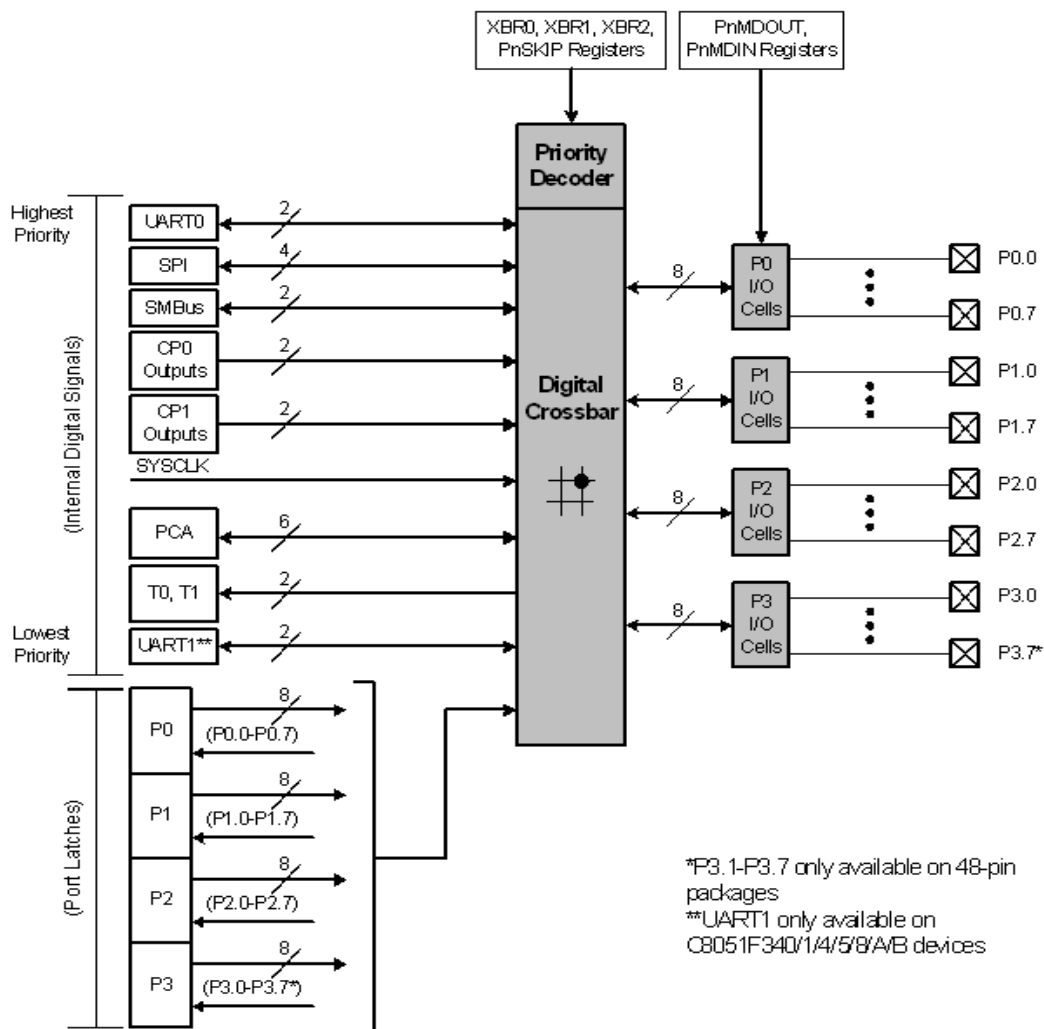 XBR0, XBR1, XBR2,
PnSKIP Registers
PnMDOUT,
PnMDIN Registers
Priority
Decoder
Highest
Priority
(Internal Digital Signals)
Lowest
Priority
UART0
2
SPI
4
SMBus
2
CP0
Outputs
2
CP1
Outputs
2
SYSCLK
PCA
6
T0, T1
2
UART1**
2
Digital
Crossbar
8
P0
I/O
Cells
P0.0
P0.7
8
P1
I/O
Cells
P1.0
P1.7
8
P2
I/O
Cells
P2.0
P2.7
8
P3
I/O
Cells
P3.0
P3.7*
(Port Latches)
P0
8
(P0.0-P0.7)
P1
8
(P1.0-P1.7)
P2
8
(P2.0-P2.7)
P3
8
(P3.0-P3.7*)
*P3.1-P3.7 only available on 48-pin
packages
**UART1 only available on
C8051F340/1/4/5/8/A/B devices